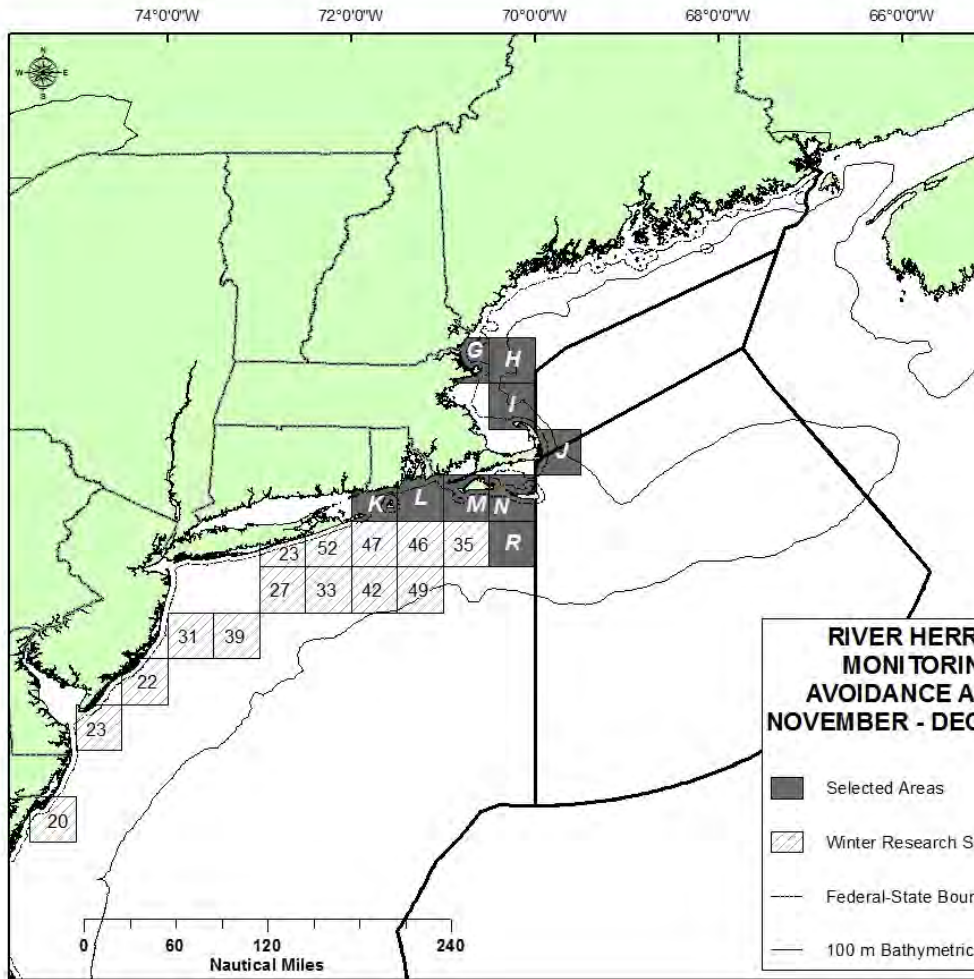 74°0'0"W 72°0'0"W 70°0'0"W 68°0'0"W 66°0'0"W
N
W E
S
G H
I
J
K L M N
23 52 47 46 35 R
27 33 42 49
31 39
22
23
20
RIVER HERR
MONITORIN
AVOIDANCE A
NOVEMBER - DEC
Selected Areas
Winter Research S
Federal-State Boun
100 m Bathymetric
0 60 120 240
Nautical Miles